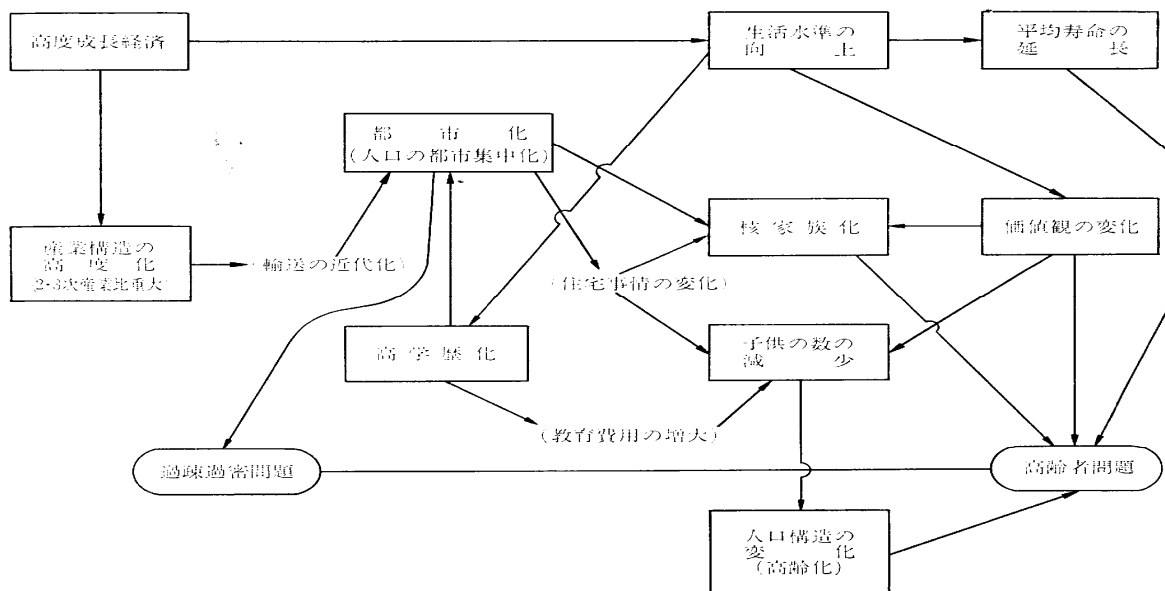 高度成長経済
生活水準の
向上
平均寿命の
延長
都市化
(人口の都市集中化)
核家族化
価値観の変化
産業構造の
高度化
(2・3次産業比重大)
(輸送の近代化)
(住宅事情の変化)
高学歴化
子供の数の
減少
(教育費用の増大)
過疎過密問題
高齢者問題
人口構造の
変化
(高齢化)